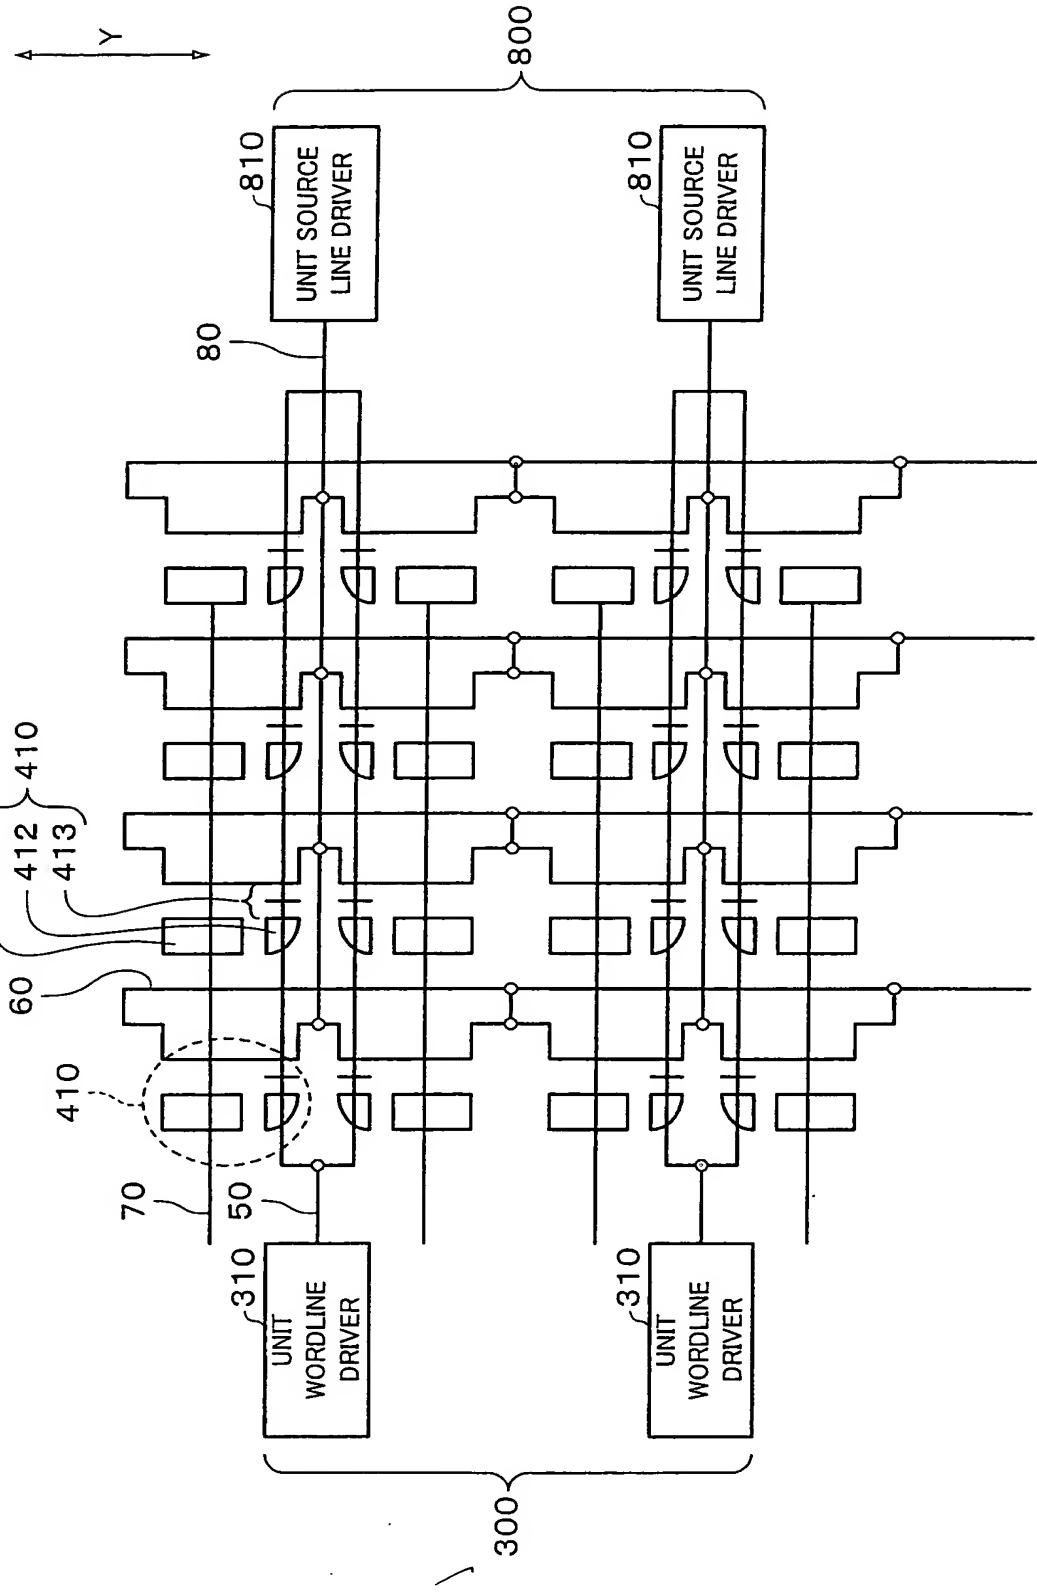 Y
800
810
UNIT SOURCE
LINE DRIVER
810
UNIT SOURCE
LINE DRIVER
80
410
412
413
60
410
70
50
310
UNIT
WORDLINE
DRIVER
310
UNIT
WORDLINE
DRIVER
300